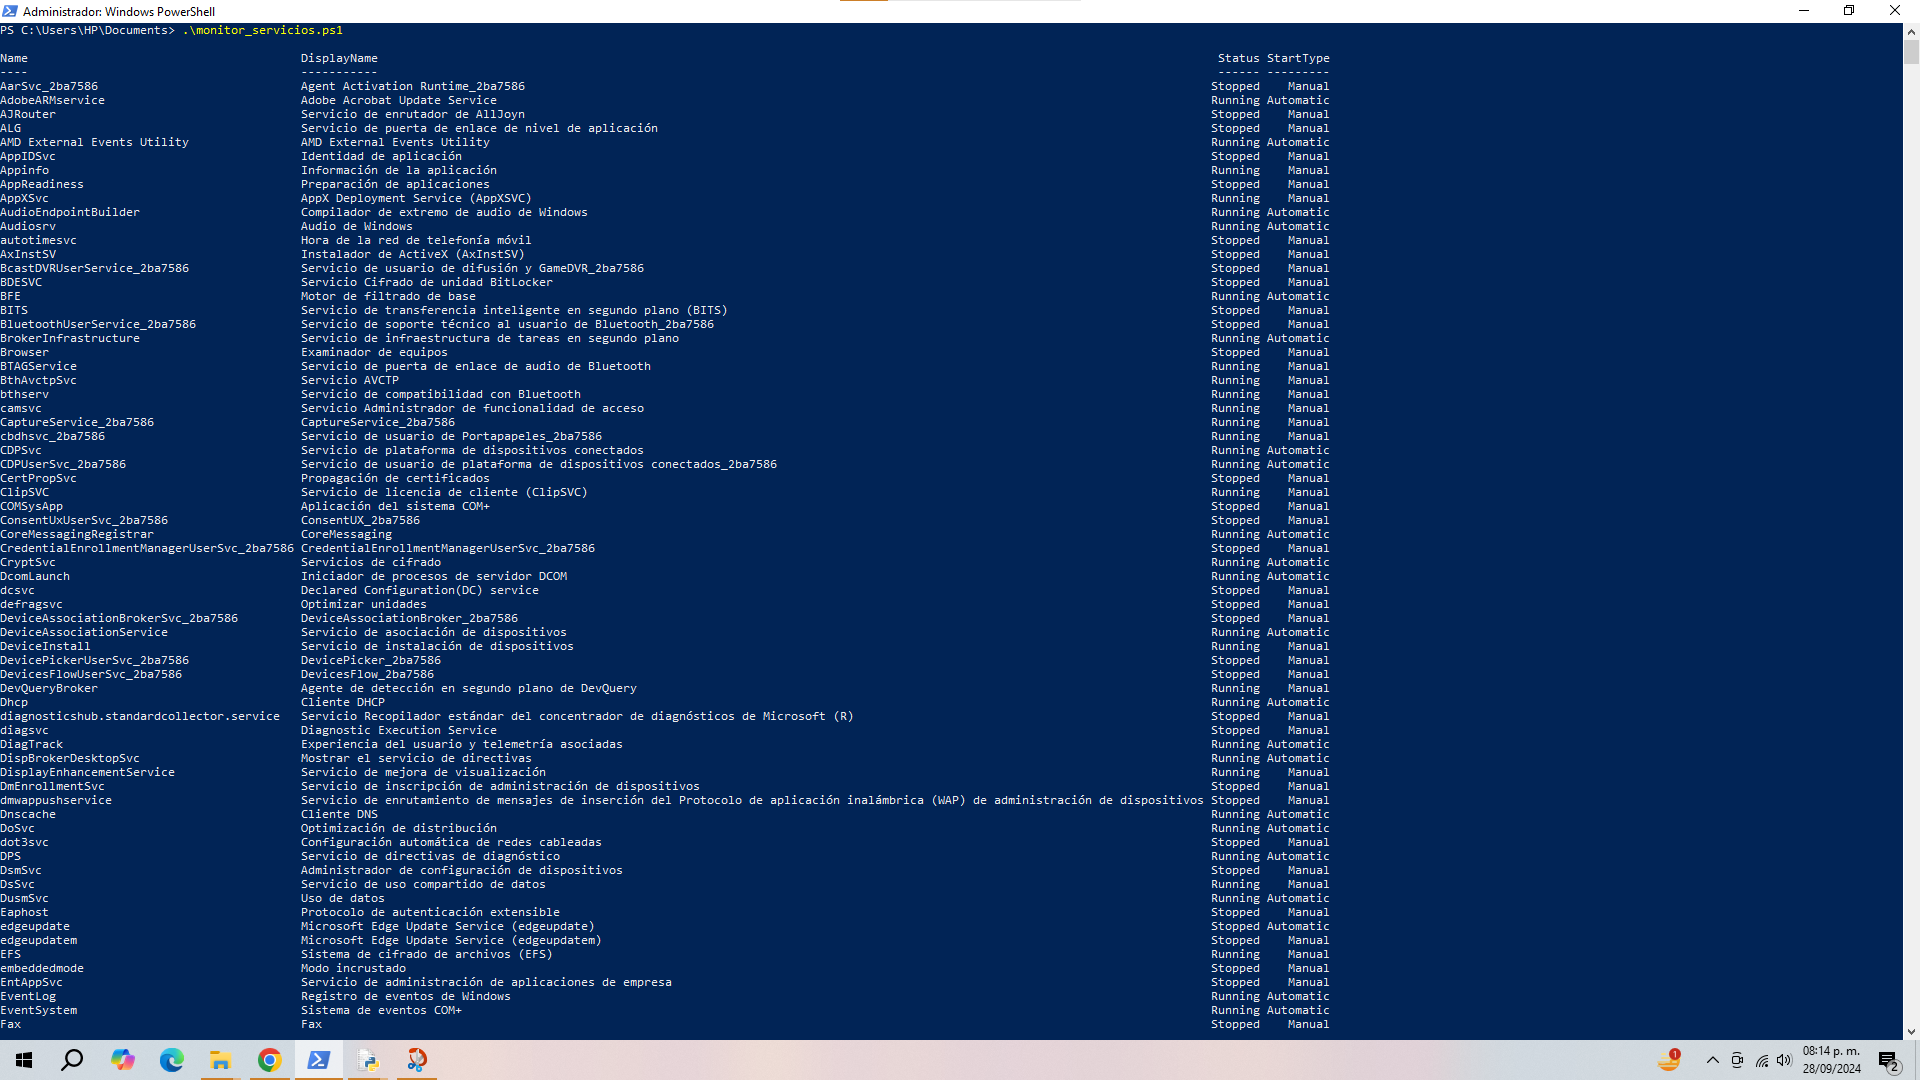 Administrador: Windows PowerShell
PS C:\Users\HP\Documents> .\monitor_servicios.ps1
Name DisplayName Status StartType
---- ----------- ------ ---------
AarSvc_2ba7586 Agent Activation Runtime_2ba7586 Stopped Manual
AdobeARMservice Adobe Acrobat Update Service Running Automatic
AJRouter Servicio de enrutador de AllJoyn Stopped Manual
ALG Servicio de puerta de enlace de nivel de aplicación Stopped Manual
AMD External Events Utility AMD External Events Utility Running Automatic
AppIDSvc Identidad de aplicación Stopped Manual
Appinfo Información de la aplicación Running Manual
AppReadiness Preparación de aplicaciones Stopped Manual
AppXSvc AppX Deployment Service (AppXSVC) Running Manual
AudioEndpointBuilder Compilador de extremo de audio de Windows Running Automatic
Audiosrv Audio de Windows Running Automatic
autotimesvc Hora de la red de telefonía móvil Stopped Manual
AxInstSV Instalador de ActiveX (AxInstSV) Stopped Manual
BcastDVRUserService_2ba7586 Servicio de usuario de difusión y GameDVR_2ba7586 Stopped Manual
BDESVC Servicio Cifrado de unidad BitLocker Stopped Manual
BFE Motor de filtrado de base Running Automatic
BITS Servicio de transferencia inteligente en segundo plano (BITS) Stopped Manual
BluetoothUserService_2ba7586 Servicio de soporte técnico al usuario de Bluetooth_2ba7586 Stopped Manual
BrokerInfrastructure Servicio de infraestructura de tareas en segundo plano Running Automatic
Browser Examinador de equipos Stopped Manual
BTAGService Servicio de puerta de enlace de audio de Bluetooth Running Manual
BthAvctpSvc Servicio AVCTP Running Manual
bthserv Servicio de compatibilidad con Bluetooth Running Manual
camsvc Servicio Administrador de funcionalidad de acceso Running Manual
CaptureService_2ba7586 CaptureService_2ba7586 Running Manual
cbdhsvc_2ba7586 Servicio de usuario de Portapapeles_2ba7586 Running Manual
CDPSvc Servicio de plataforma de dispositivos conectados Running Automatic
CDPUserSvc_2ba7586 Servicio de usuario de plataforma de dispositivos conectados_2ba7586 Running Automatic
CertPropSvc Propagación de certificados Stopped Manual
ClipSVC Servicio de licencia de cliente (ClipSVC) Running Manual
COMSysApp Aplicación del sistema COM+ Stopped Manual
ConsentUxUserSvc_2ba7586 ConsentUX_2ba7586 Stopped Manual
CoreMessagingRegistrar CoreMessaging Running Automatic
CredentialEnrollmentManagerUserSvc_2ba7586 CredentialEnrollmentManagerUserSvc_2ba7586 Stopped Manual
CryptSvc Servicios de cifrado Running Automatic
DcomLaunch Iniciador de procesos de servidor DCOM Running Automatic
dcsvc Declared Configuration(DC) service Stopped Manual
defragsvc Optimizar unidades Stopped Manual
DeviceAssociationBrokerSvc_2ba7586 DeviceAssociationBroker_2ba7586 Stopped Manual
DeviceAssociationService Servicio de asociación de dispositivos Running Automatic
DeviceInstall Servicio de instalación de dispositivos Running Manual
DevicePickerUserSvc_2ba7586 DevicePicker_2ba7586 Stopped Manual
DevicesFlowUserSvc_2ba7586 DevicesFlow_2ba7586 Stopped Manual
DevQueryBroker Agente de detección en segundo plano de DevQuery Running Manual
Dhcp Cliente DHCP Running Automatic
diagnosticshub.standardcollector.service Servicio Recopilador estándar del concentrador de diagnósticos de Microsoft (R) Stopped Manual
diagsvc Diagnostic Execution Service Stopped Manual
DiagTrack Experiencia del usuario y telemetría asociadas Running Automatic
DispBrokerDesktopSvc Mostrar el servicio de directivas Running Automatic
DisplayEnhancementService Servicio de mejora de visualización Running Manual
DmEnrollmentSvc Servicio de inscripción de administración de dispositivos Stopped Manual
dmwappushservice Servicio de enrutamiento de mensajes de inserción del Protocolo de aplicación inalámbrica (WAP) de administración de dispositivos Stopped Manual
Dnscache Cliente DNS Running Automatic
DoSvc Optimización de distribución Running Automatic
dot3svc Configuración automática de redes cableadas Stopped Manual
DPS Servicio de directivas de diagnóstico Running Automatic
DsmSvc Administrador de configuración de dispositivos Stopped Manual
DsSvc Servicio de uso compartido de datos Running Manual
DusmSvc Uso de datos Running Automatic
Eaphost Protocolo de autenticación extensible Stopped Manual
edgeupdate Microsoft Edge Update Service (edgeupdate) Stopped Automatic
edgeupdatem Microsoft Edge Update Service (edgeupdatem) Stopped Manual
EFS Sistema de cifrado de archivos (EFS) Running Manual
embeddedmode Modo incrustado Stopped Manual
EntAppSvc Servicio de administración de aplicaciones de empresa Stopped Manual
EventLog Registro de eventos de Windows Running Automatic
EventSystem Sistema de eventos COM+ Running Automatic
Fax Fax Stopped Manual
1
08:14 p. m.
28/09/2024
2